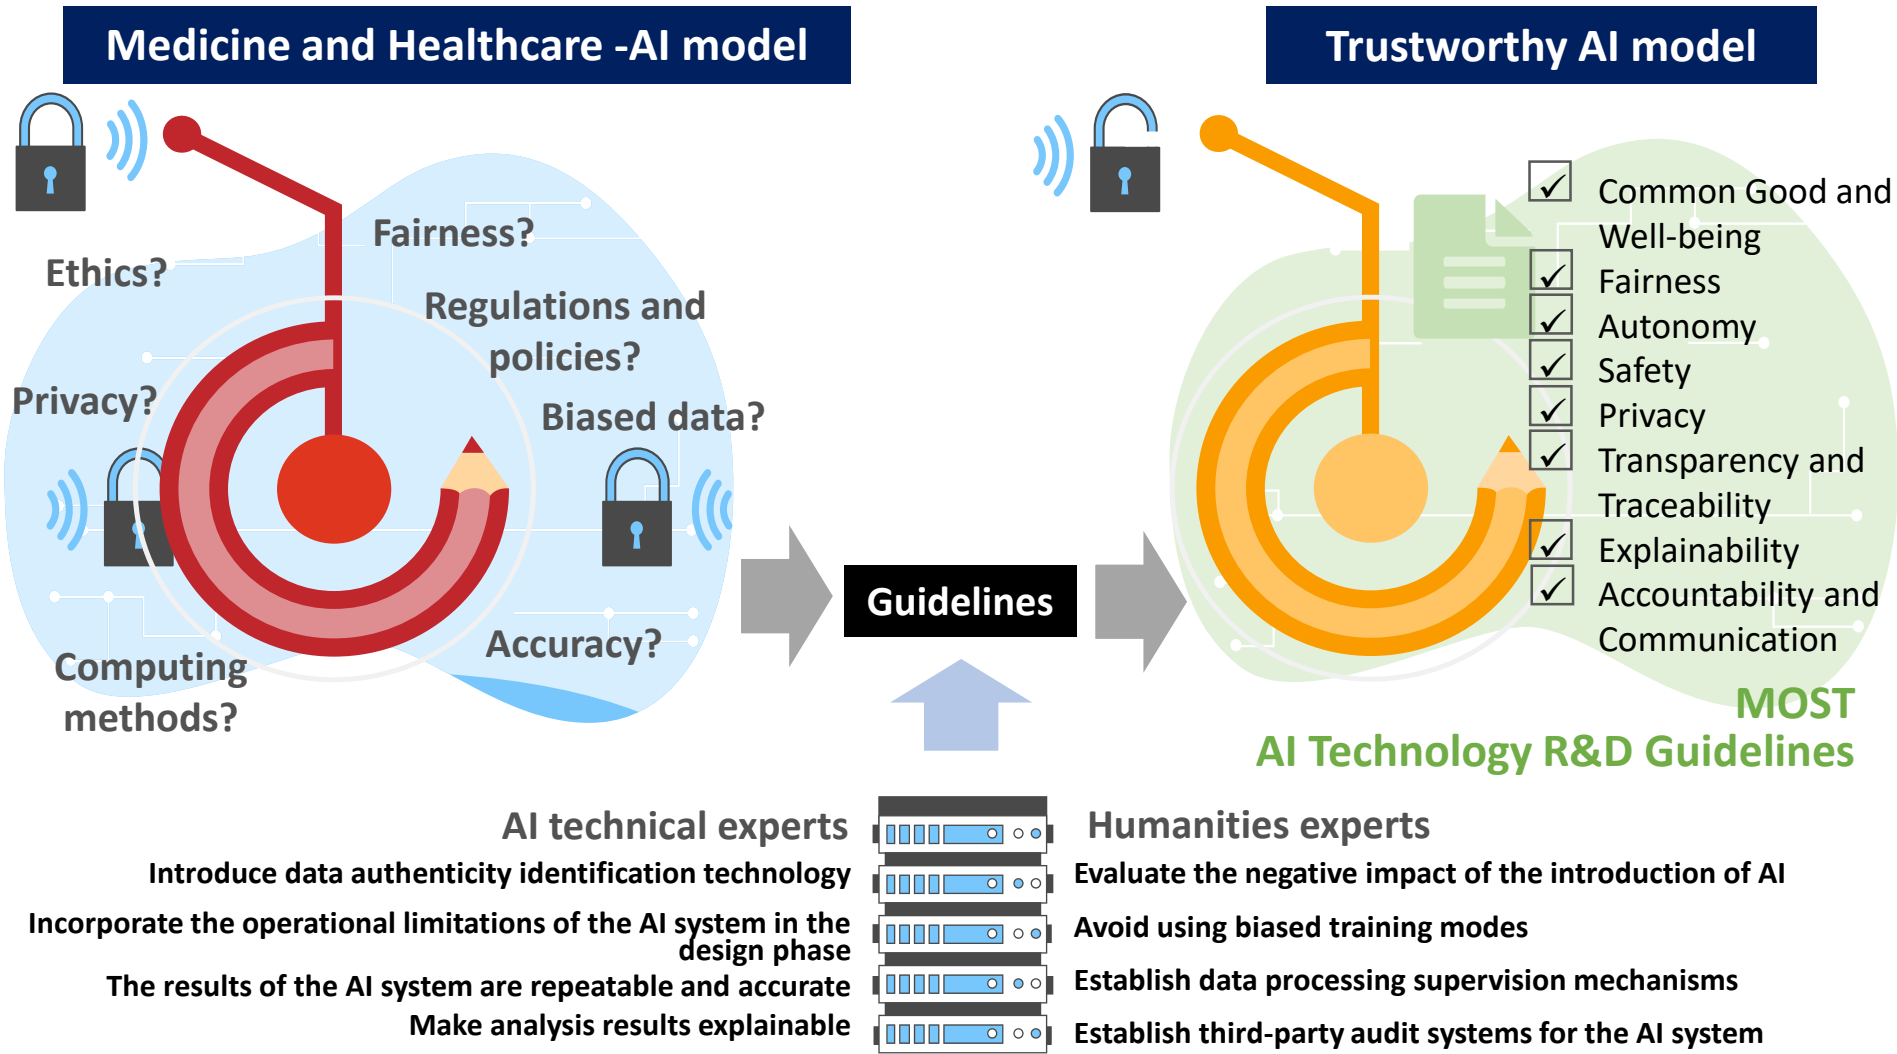 Medicine and Healthcare -AI model
Ethics?
Fairness?
Regulations and
policies?
Privacy?
Biased data?
Accuracy?
Computing
methods?
Guidelines
Trustworthy AI model
✓ Common Good and
Well-being
✓ Fairness
✓ Autonomy
✓ Safety
✓ Privacy
✓ Transparency and
Traceability
✓ Explainability
✓ Accountability and
Communication
MOST
AI Technology R&D Guidelines
AI technical experts
Introduce data authenticity identification technology
Incorporate the operational limitations of the AI system in the
design phase
The results of the AI system are repeatable and accurate
Make analysis results explainable
Humanities experts
Evaluate the negative impact of the introduction of AI
Avoid using biased training modes
Establish data processing supervision mechanisms
Establish third-party audit systems for the AI system